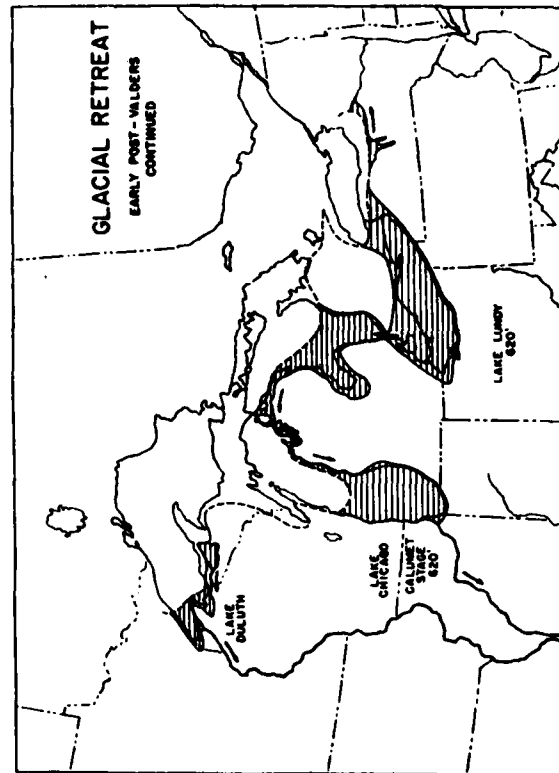 GLACIAL RETREAT
EARLY POST-VALDERS
CONTINUED
LAKE
DULUTH
LAKE
CHICAGO
CALUMET
STAGE
620'
LAKE LUNDY
620'